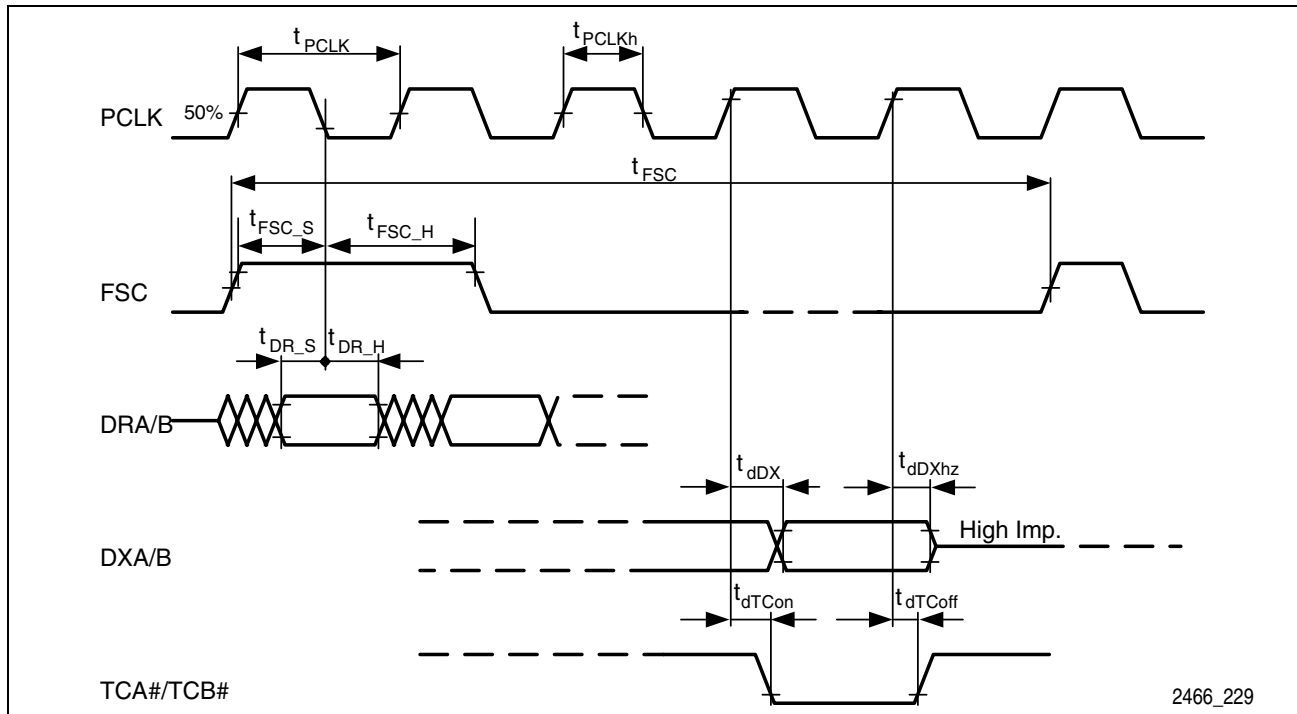 tPCLK
tPCLKh
PCLK 50%
tFSC
tFSC_S
tFSC_H
FSC
tDR_S
tDR_H
DRA/B
tdDX
tdDXhz
High Imp.
DXA/B
tdTCon
tdTCoff
TCA#/TCB#
2466_229